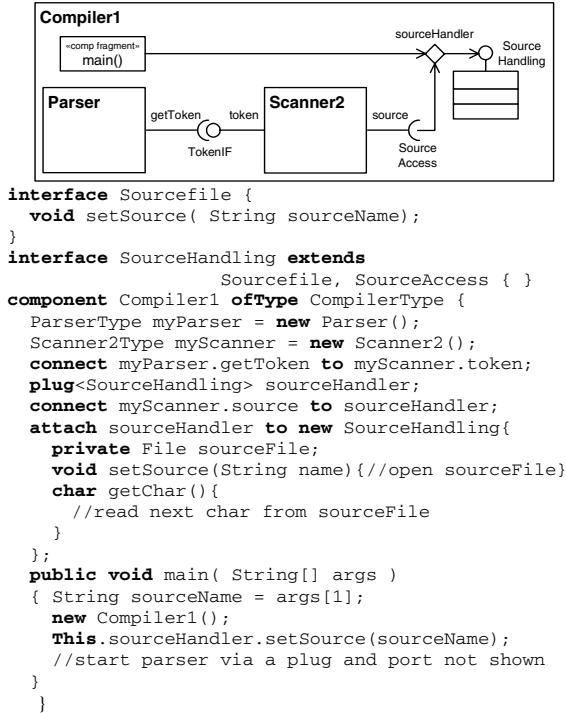 Compiler1
sourceHandler
«comp fragment»
main()
Source
Handling
Parser
getToken
token
TokenIF
Scanner2
source
Source
Access
interface Sourcefile {
  void setSource( String sourceName);
}
interface SourceHandling extends
                    Sourcefile, SourceAccess { }
component Compiler1 ofType CompilerType {
  ParserType myParser = new Parser();
  Scanner2Type myScanner = new Scanner2();
  connect myParser.getToken to myScanner.token;
  plug<SourceHandling> sourceHandler;
  connect myScanner.source to sourceHandler;
  attach sourceHandler to new SourceHandling{
    private File sourceFile;
    void setSource(String name){//open sourceFile}
    char getChar(){
      //read next char from sourceFile
    }
  };
  public void main( String[] args )
  { String sourceName = args[1];
    new Compiler1();
    This.sourceHandler.setSource(sourceName);
    //start parser via a plug and port not shown
  }
  }